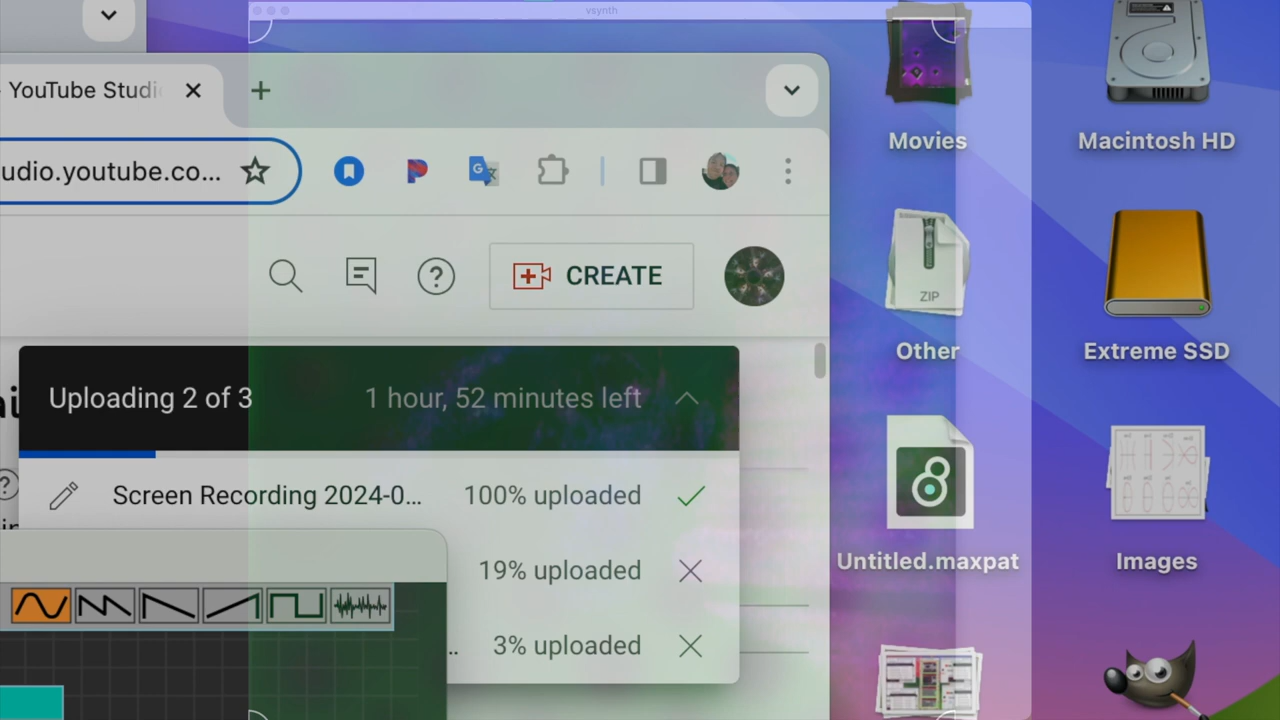 vsynth
YouTube Studi
udio.youtube.co...
CREATE
Uploading 2 of 3
1 hour, 52 minutes left
Screen Recording 2024-0...
100% uploaded
19% uploaded
3% uploaded
Movies
Macintosh HD
ZIP
Other
Extreme SSD
Untitled.maxpat
Images